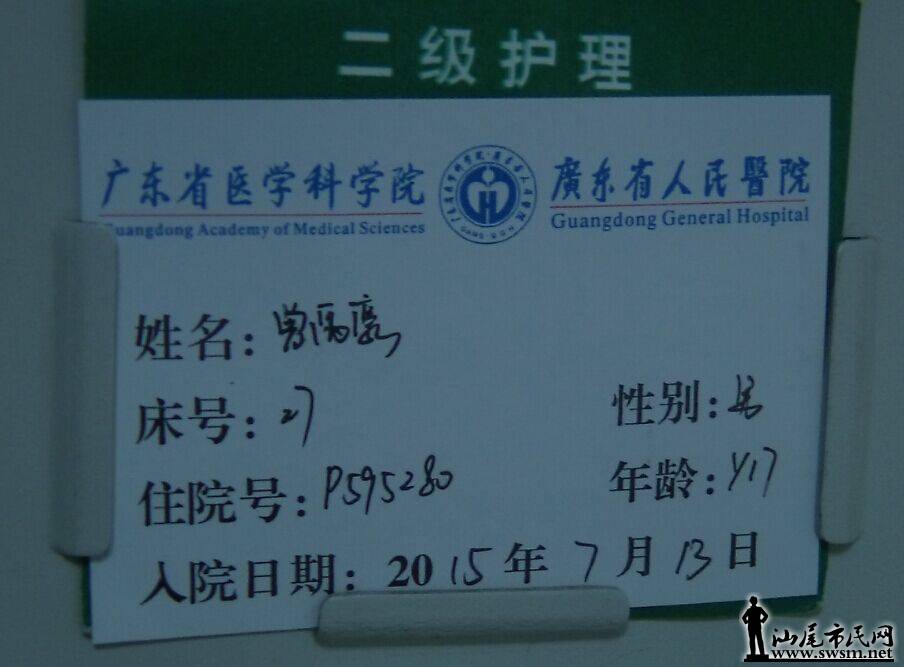 二级护理
广东省医学科学院 廣东省人民醫院
Guangdong Academy of Medical Sciences Guangdong General Hospital
姓名：曾
床号：27 性别：男
住院号：P595280 年龄：Y17
入院日期：2015年7月13日
汕尾市民网
www.swsm.net